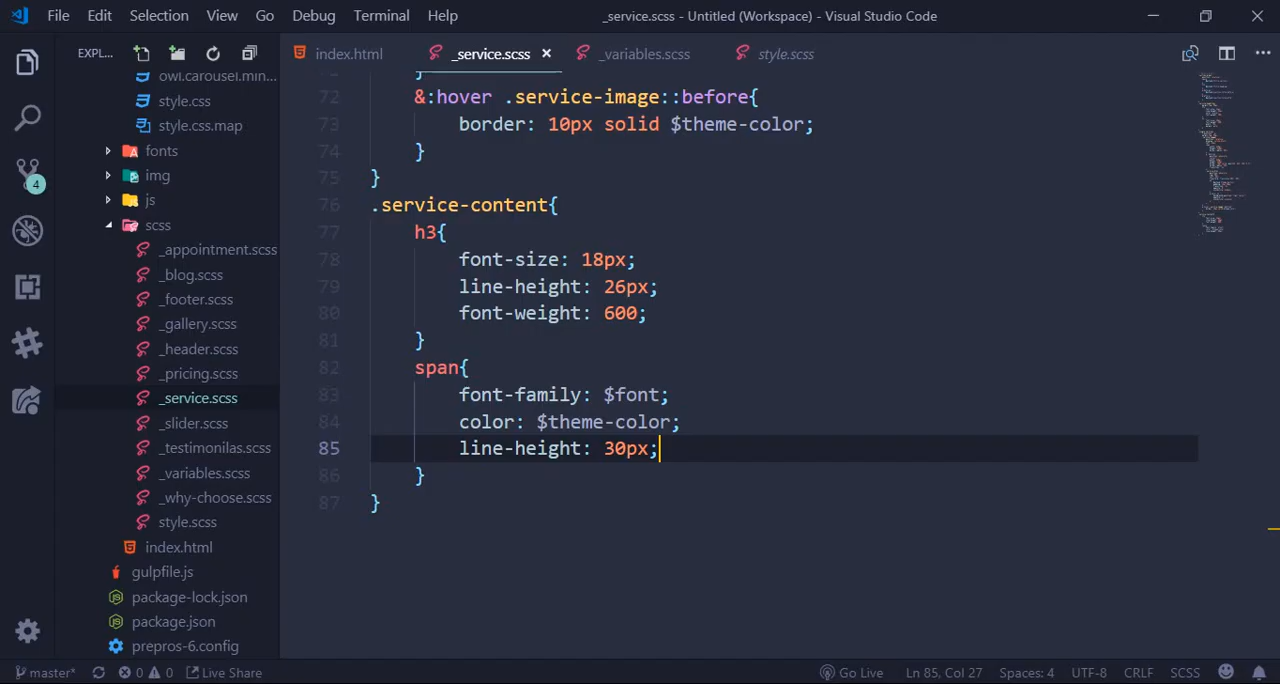 File Edit Selection View Go Debug Terminal Help
_service.scss - Untitled (Workspace) - Visual Studio Code
EXPL...
index.html
_service.scss
_variables.scss
style.scss
owl.carousel.min...
style.css
style.css.map
fonts
img
js
scss
_appointment.scss
_blog.scss
_footer.scss
_gallery.scss
_header.scss
_pricing.scss
_service.scss
_slider.scss
_testimonilas.scss
_variables.scss
_why-choose.scss
style.scss
index.html
gulpfile.js
package-lock.json
package.json
prepros-6.config
4
}
72 &:hover .service-image::before{
73 border: 10px solid $theme-color;
74 }
75 }
76 .service-content{
77 h3{
78 font-size: 18px;
79 line-height: 26px;
80 font-weight: 600;
81 }
82 span{
83 font-family: $font;
84 color: $theme-color;
85 line-height: 30px;
86 }
87 }
master* 0 0 Live Share
Go Live Ln 85, Col 27 Spaces: 4 UTF-8 CRLF SCSS